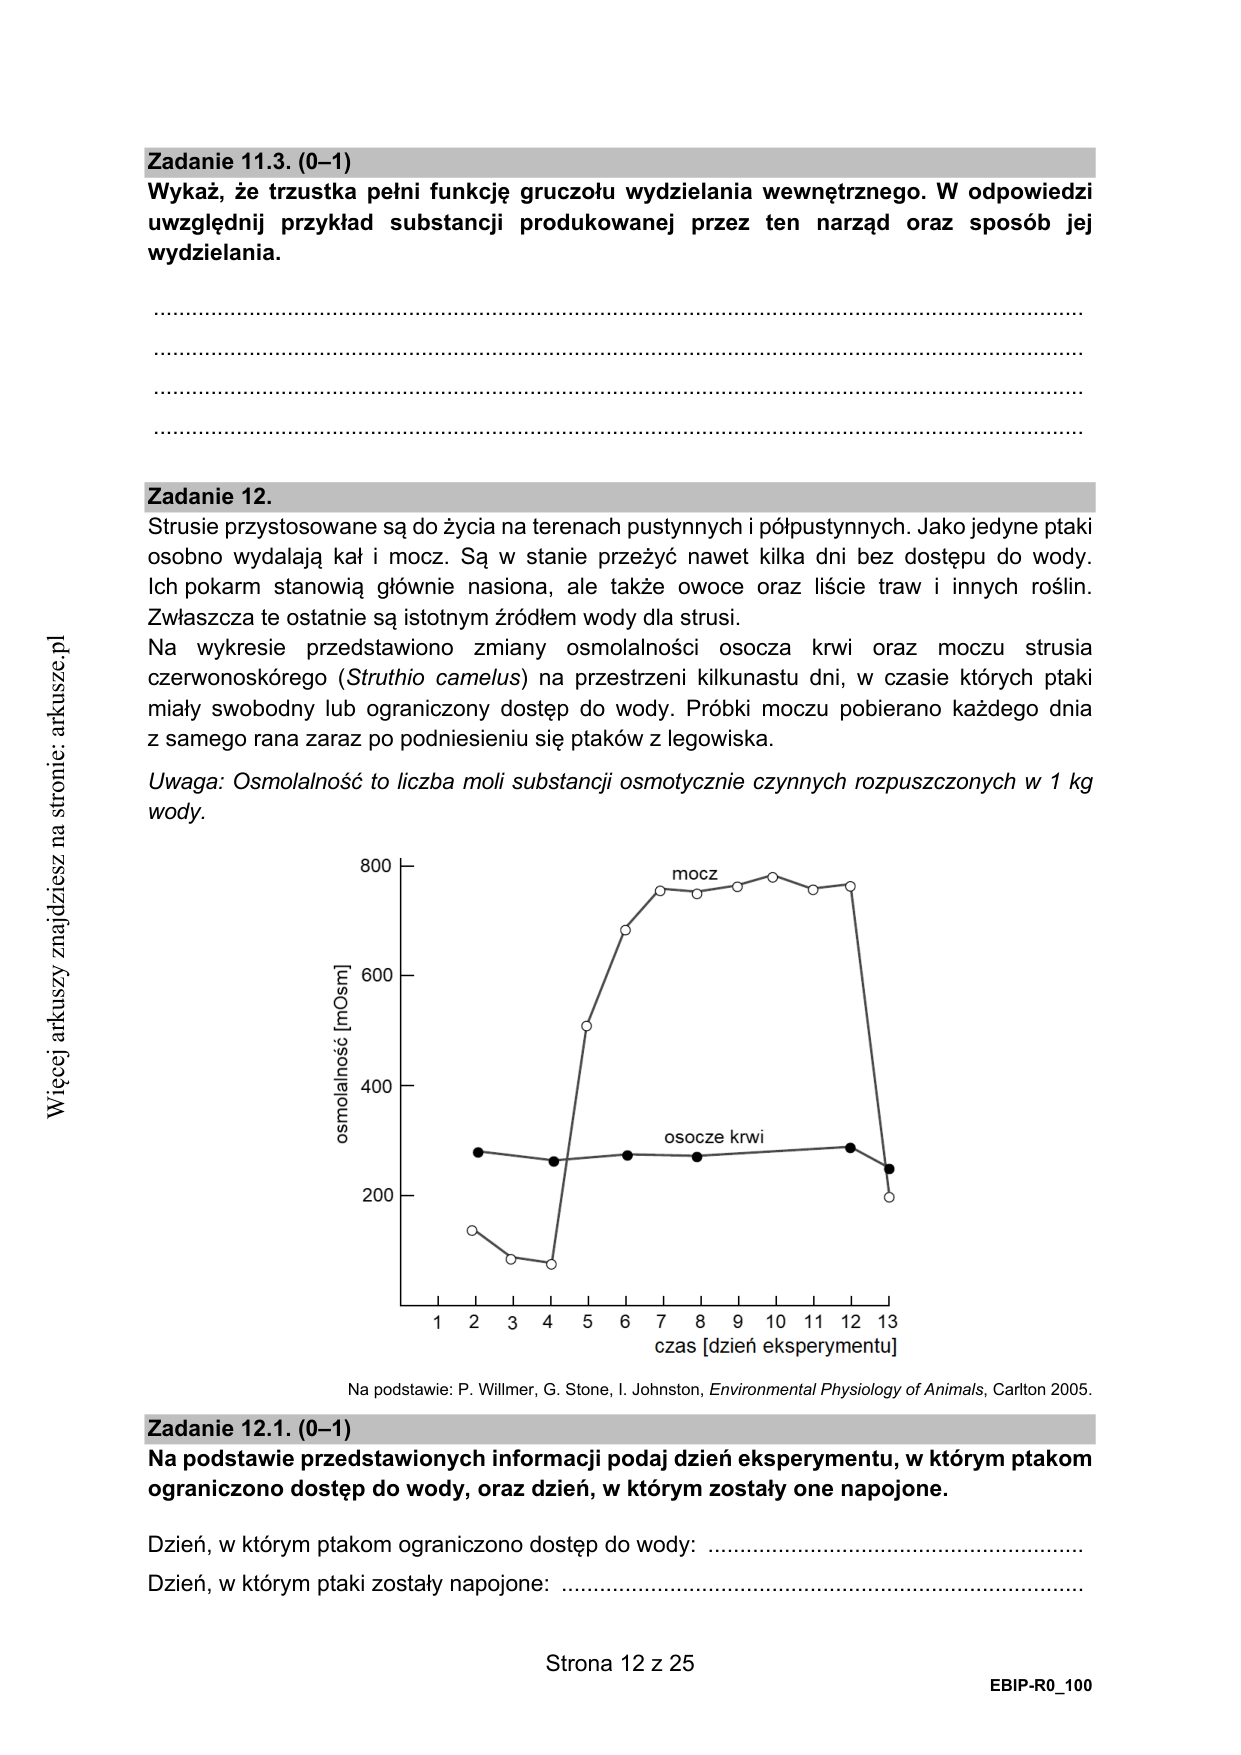 Zadanie 11.3. (0–1)
Wykaż, że trzustka pełni funkcję gruczołu wydzielania wewnętrznego. W odpowiedzi
uwzględnij przykład substancji produkowanej przez ten narząd oraz sposób jej
wydzielania.
....................................................................................................................................................
....................................................................................................................................................
....................................................................................................................................................
....................................................................................................................................................
Zadanie 12.
Strusie przystosowane są do życia na terenach pustynnych i półpustynnych. Jako jedyne ptaki
osobno wydalają kał i mocz. Są w stanie przeżyć nawet kilka dni bez dostępu do wody.
Ich pokarm stanowią głównie nasiona, ale także owoce oraz liście traw i innych roślin.
Zwłaszcza te ostatnie są istotnym źródłem wody dla strusi.
Na wykresie przedstawiono zmiany osmolalności osocza krwi oraz moczu strusia
czerwonoskórego (Struthio camelus) na przestrzeni kilkunastu dni, w czasie których ptaki
miały swobodny lub ograniczony dostęp do wody. Próbki moczu pobierano każdego dnia
z samego rana zaraz po podniesieniu się ptaków z legowiska.
Uwaga: Osmolalność to liczba moli substancji osmotycznie czynnych rozpuszczonych w 1 kg
wody.
800
600
400
200
osmolalność [mOsm]
mocz
osocze krwi
1 2 3 4 5 6 7 8 9 10 11 12 13
czas [dzień eksperymentu]
Na podstawie: P. Willmer, G. Stone, I. Johnston, Environmental Physiology of Animals, Carlton 2005.
Zadanie 12.1. (0–1)
Na podstawie przedstawionych informacji podaj dzień eksperymentu, w którym ptakom
ograniczono dostęp do wody, oraz dzień, w którym zostały one napojone.
Dzień, w którym ptakom ograniczono dostęp do wody: ...........................................................
Dzień, w którym ptaki zostały napojone: ..................................................................................
Strona 12 z 25
EBIP-R0_100
Więcej arkuszy znajdziesz na stronie: arkusze.pl